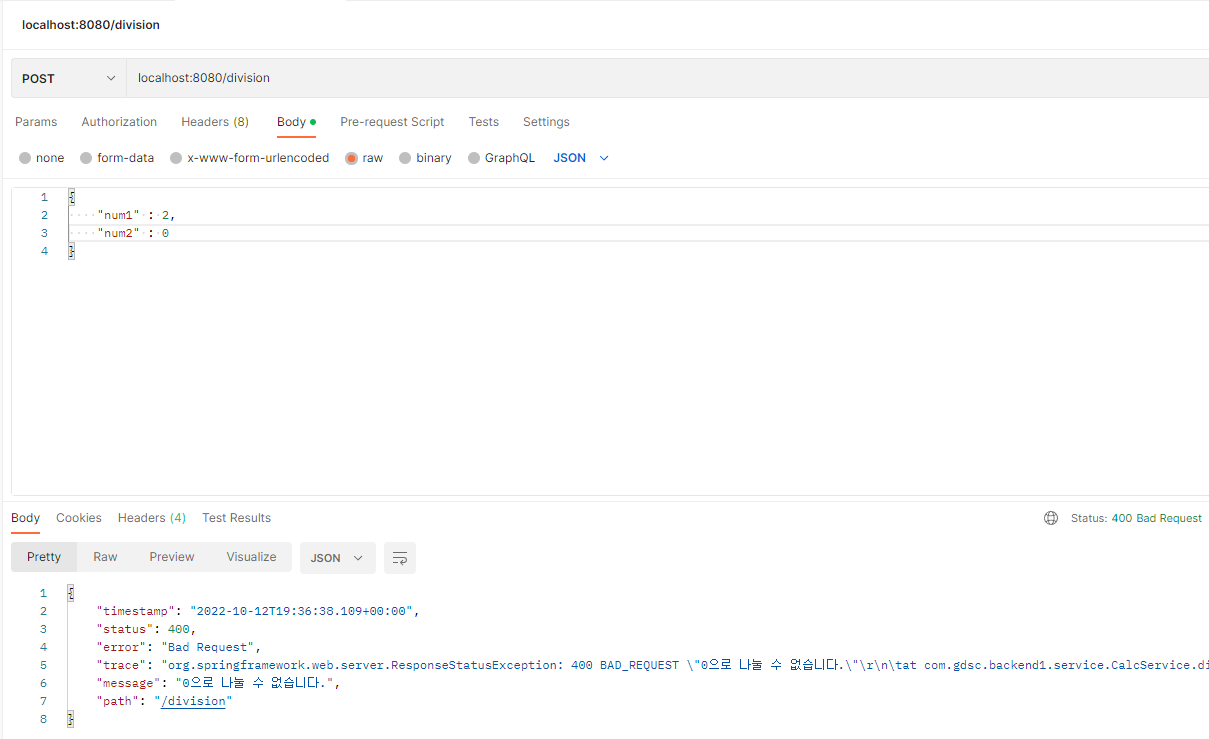 localhost:8080/division
POST localhost:8080/division
Params Authorization Headers (8) Body Pre-request Script Tests Settings
none form-data x-www-form-urlencoded raw binary GraphQL JSON
1 {
2 "num1" : 2,
3 "num2" : 0
4 }
Body Cookies Headers (4) Test Results Status: 400 Bad Request
Pretty Raw Preview Visualize JSON
1 {
2 "timestamp": "2022-10-12T19:36:38.109+00:00",
3 "status": 400,
4 "error": "Bad Request",
5 "trace": "org.springframework.web.server.ResponseStatusException: 400 BAD_REQUEST \"0으로 나눌 수 없습니다.\"\r\n\tat com.gdsc.backend1.service.CalcService.di
6 "message": "0으로 나눌 수 없습니다.",
7 "path": "/division"
8 }